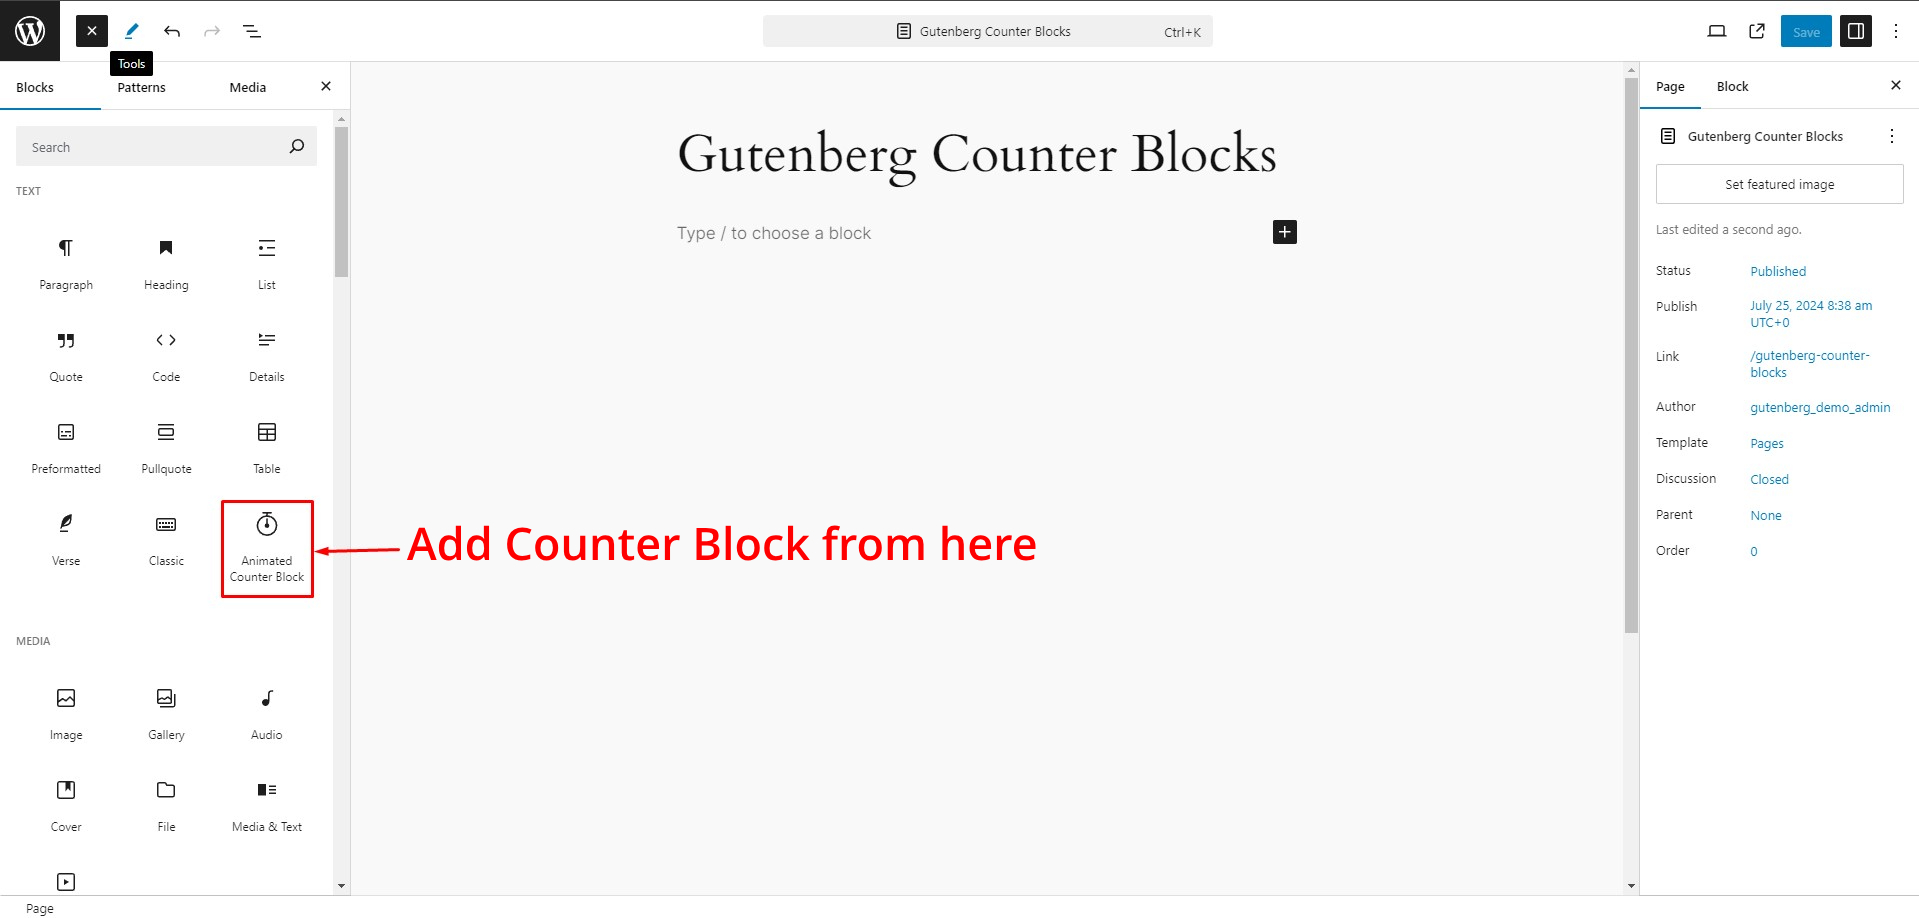 Gutenberg Counter Blocks
Ctrl+K
Save
Tools
Blocks
Patterns
Media
Search
TEXT
Paragraph
Heading
List
Quote
Code
Details
Preformatted
Pullquote
Table
Verse
Classic
Animated
Counter Block
MEDIA
Image
Gallery
Audio
Cover
File
Media & Text
Gutenberg Counter Blocks
Type / to choose a block
Add Counter Block from here
Page
Block
Gutenberg Counter Blocks
Set featured image
Last edited a second ago.
Status
Published
Publish
July 25, 2024 8:38 am
UTC+0
Link
/gutenberg-counter-
blocks
Author
gutenberg_demo_admin
Template
Pages
Discussion
Closed
Parent
None
Order
0
Page